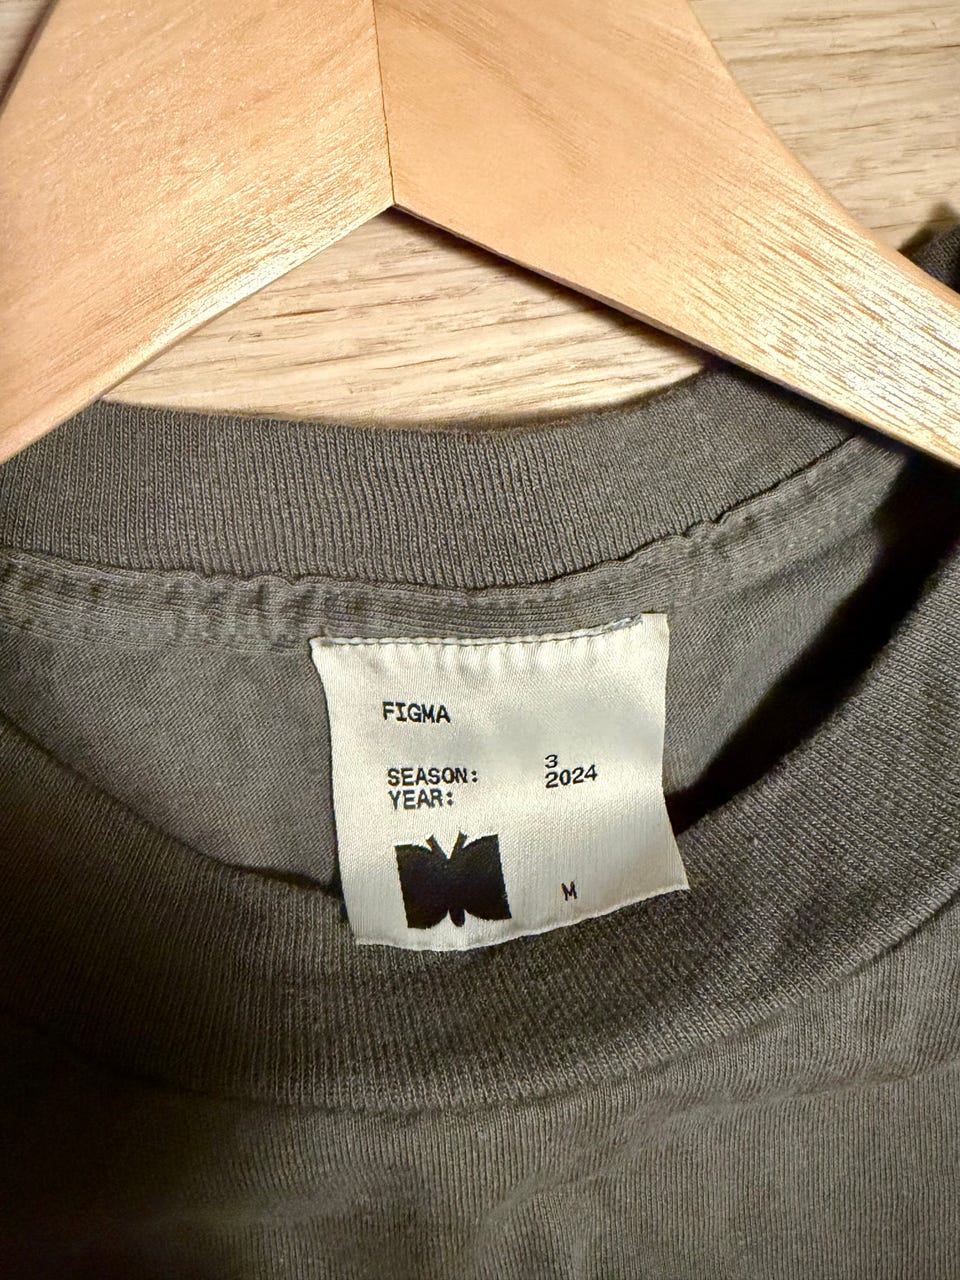 FIGMA
SEASON: 3
YEAR: 2024
M